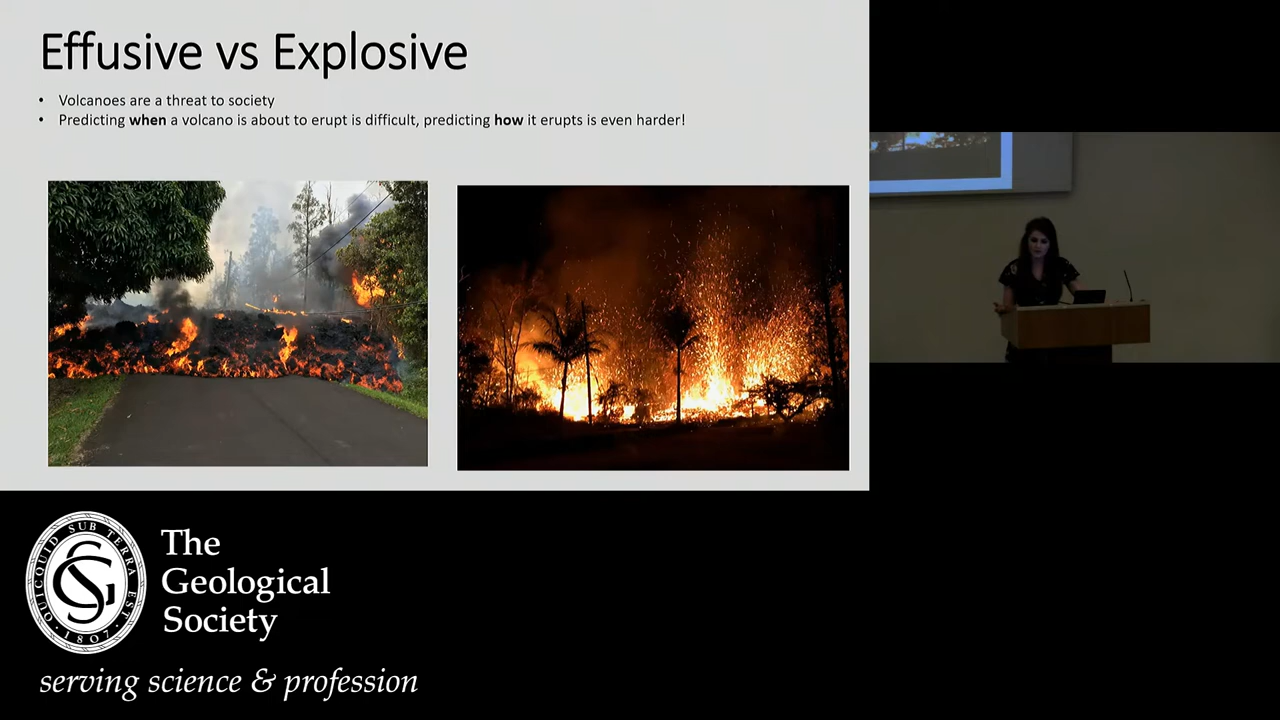 Effusive vs Explosive
• Volcanoes are a threat to society
• Predicting when a volcano is about to erupt is difficult, predicting how it erupts is even harder!
QUICQUID SUB TERRA EST
· 1807 ·
GS
The
Geological
Society
serving science & profession